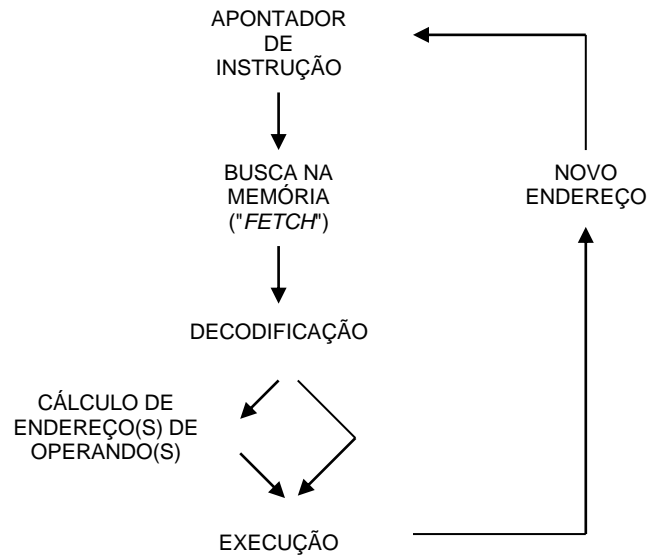 APONTADOR
DE
INSTRUÇÃO
BUSCA NA
MEMÓRIA
("FETCH")
NOVO
ENDEREÇO
DECODIFICAÇÃO
CÁLCULO DE
ENDEREÇO(S) DE
OPERANDO(S)
EXECUÇÃO